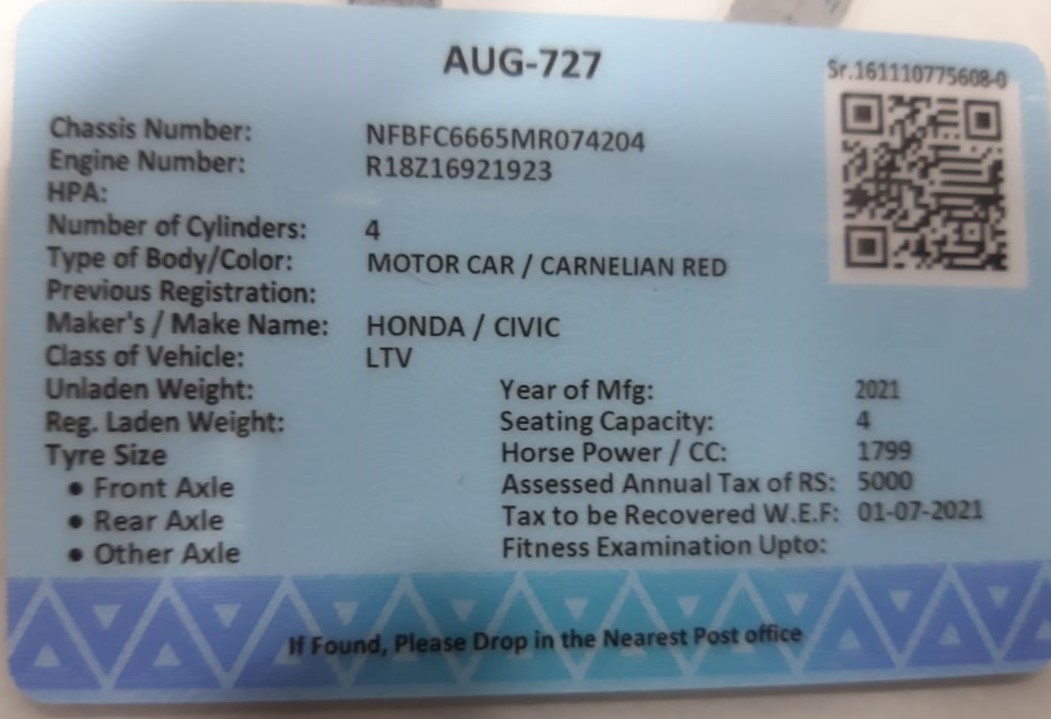 AUG-727
Sr.161110775608-0
Chassis Number: NFBFC6665MR074204
Engine Number: R18Z16921923
HPA:
Number of Cylinders: 4
Type of Body/Color: MOTOR CAR / CARNELIAN RED
Previous Registration:
Maker's / Make Name: HONDA / CIVIC
Class of Vehicle: LTV
Unladen Weight:
Reg. Laden Weight:
Tyre Size
• Front Axle
• Rear Axle
• Other Axle
Year of Mfg: 2021
Seating Capacity: 4
Horse Power / CC: 1799
Assessed Annual Tax of RS: 5000
Tax to be Recovered W.E.F: 01-07-2021
Fitness Examination Upto:
If Found, Please Drop in the Nearest Post office